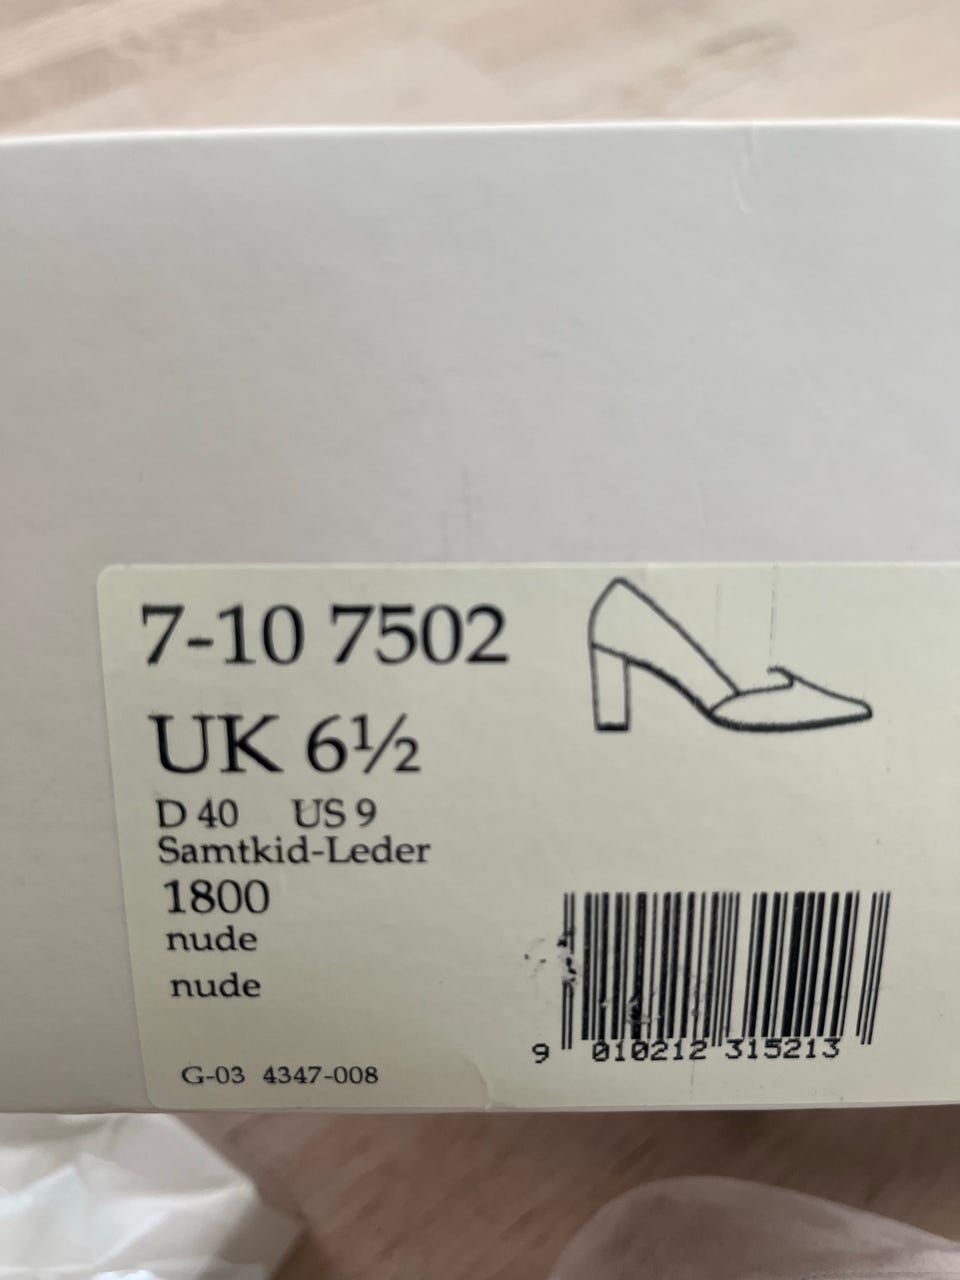 7-10 7502
UK 6½
D 40 US 9
Samtkid-Leder
1800
nude
nude
9 010212 315213
G-03 4347-008